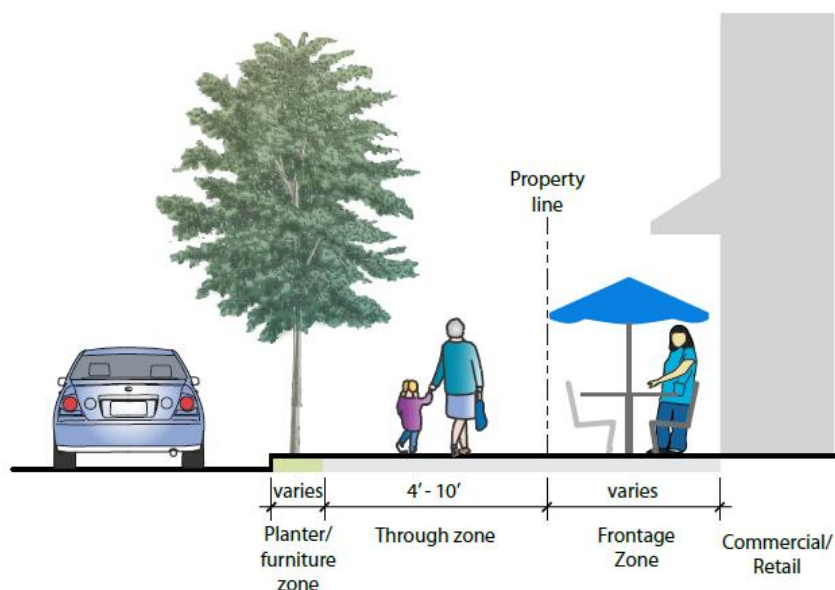 Property
line
varies
4' - 10'
varies
Planter/
furniture
zone
Through zone
Frontage
Zone
Commercial/
Retail